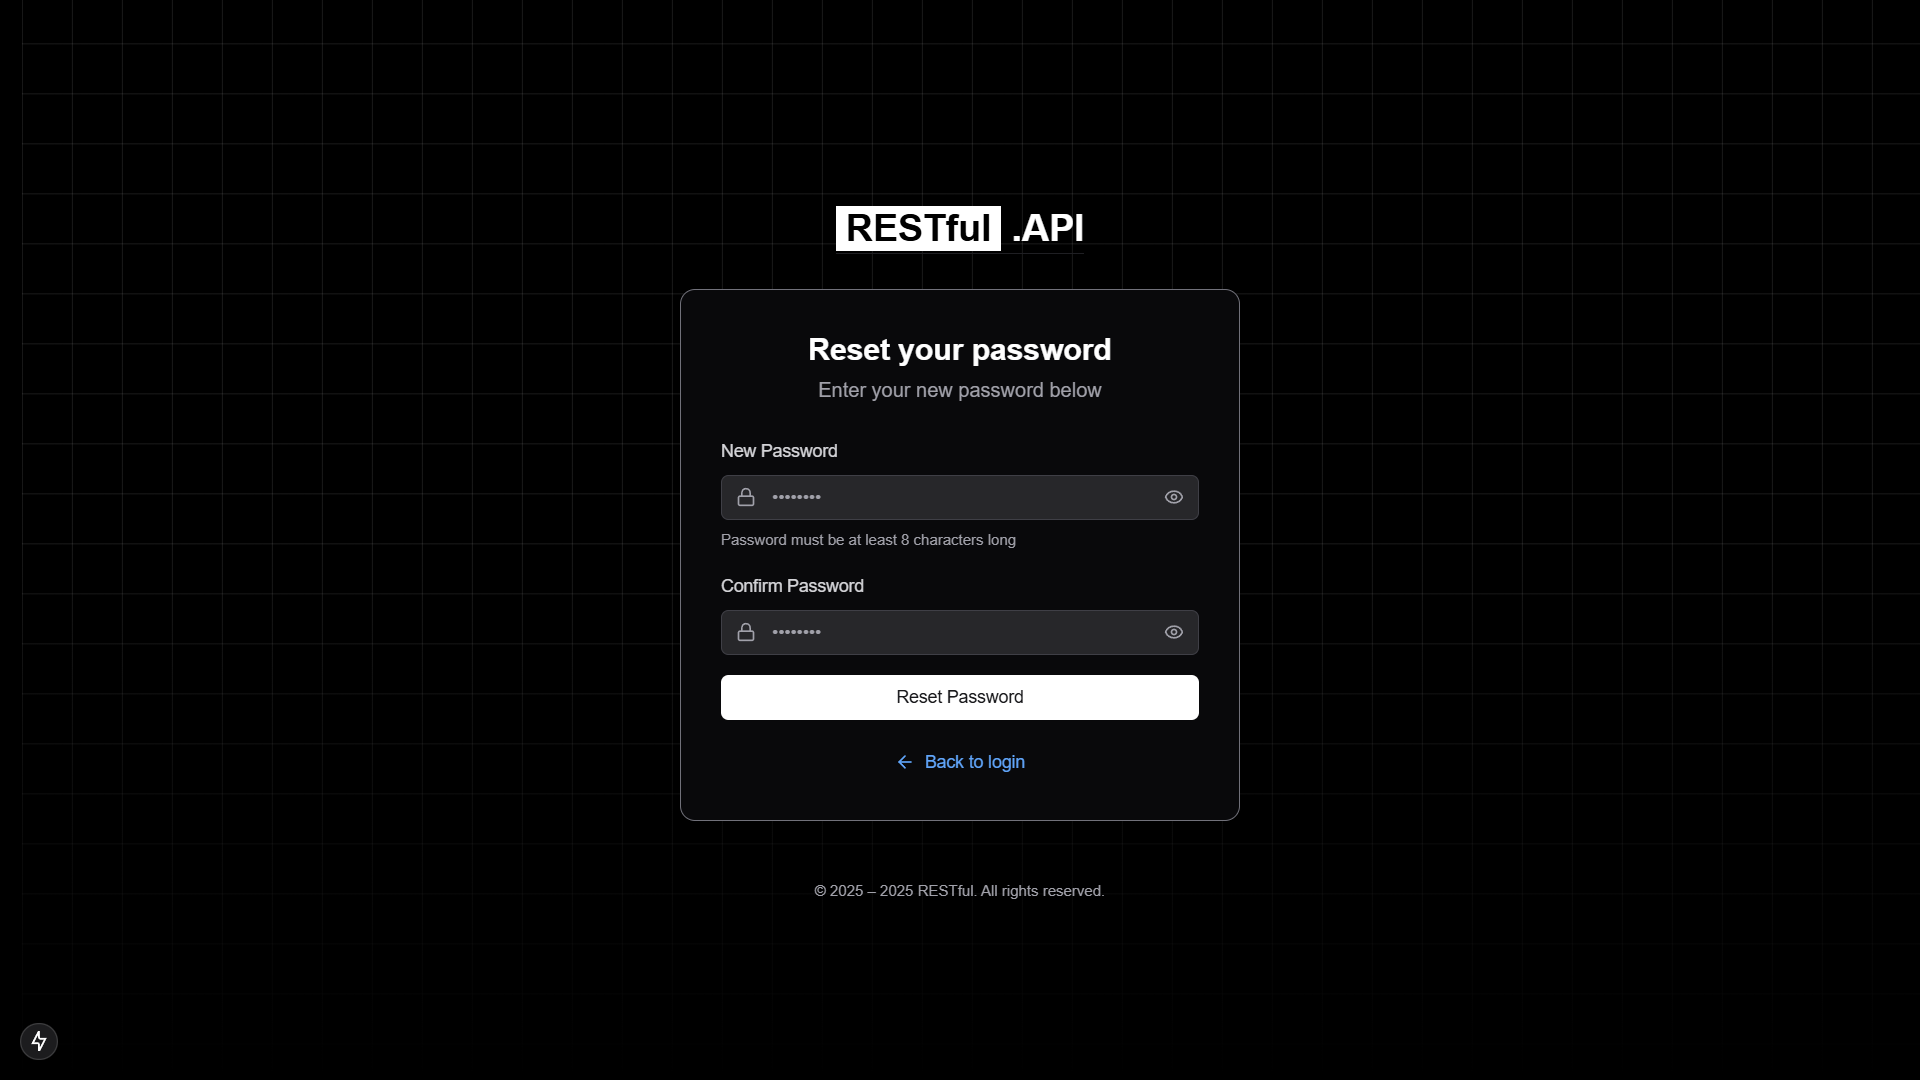 RESTful .API
Reset your password
Enter your new password below
New Password
••••••••
Password must be at least 8 characters long
Confirm Password
••••••••
Reset Password
Back to login
© 2025 – 2025 RESTful. All rights reserved.